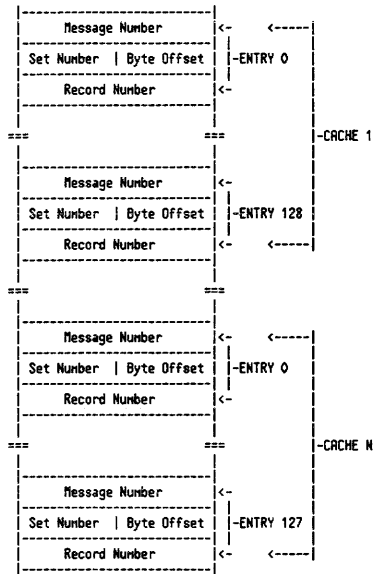 Message Number
Set Number | Byte Offset -ENTRY 0
Record Number
-CACHE 1
Message Number
Set Number | Byte Offset -ENTRY 128
Record Number
Message Number
Set Number | Byte Offset -ENTRY 0
Record Number
-CACHE N
Message Number
Set Number | Byte Offset -ENTRY 127
Record Number